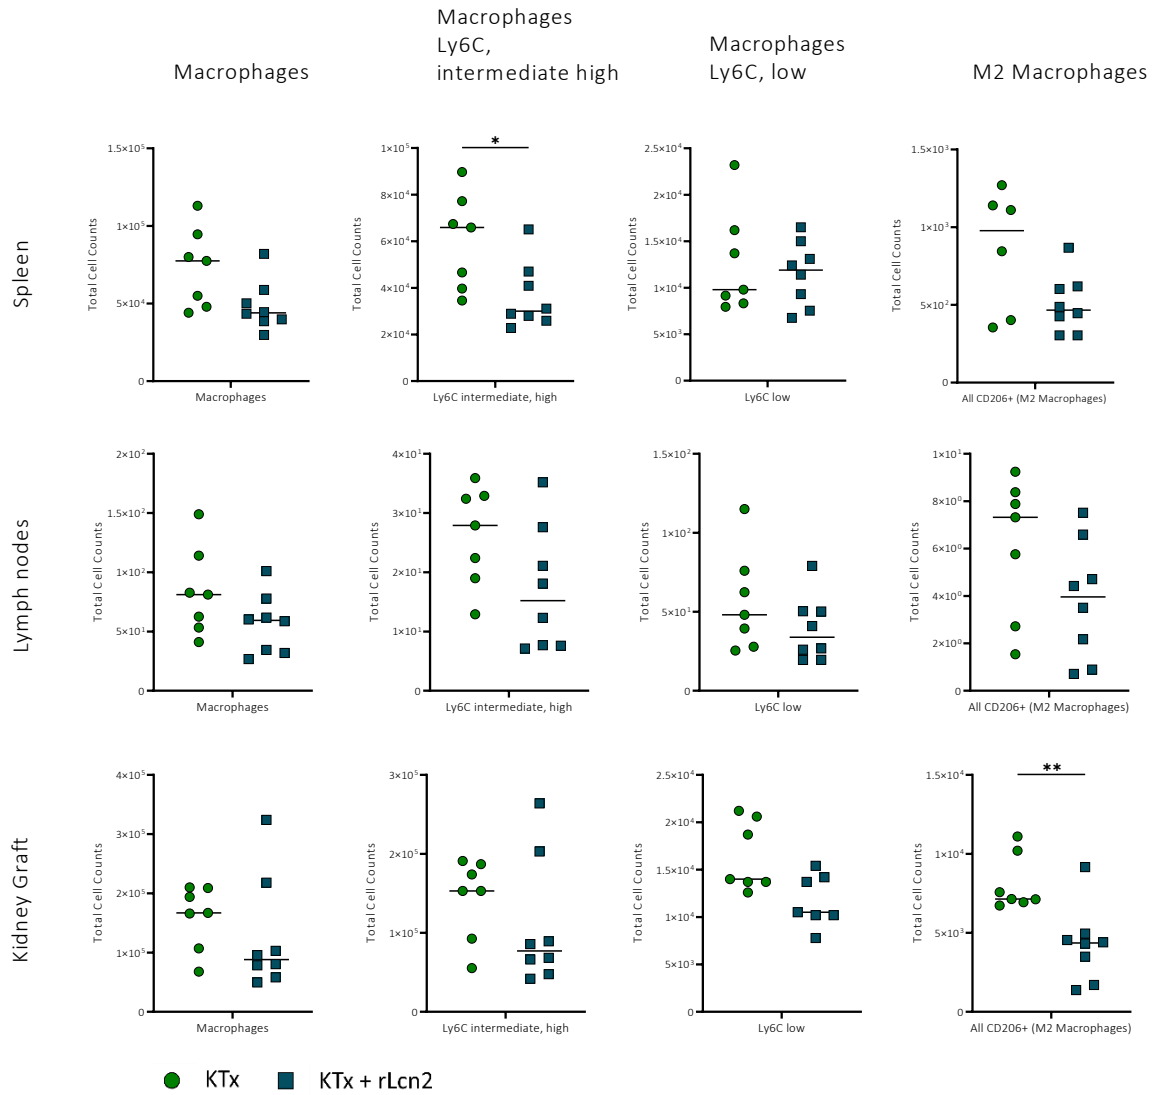 Macrophages
Macrophages
Ly6C,
intermediate high
Macrophages
Ly6C, low
M2 Macrophages
Spleen
Total Cell Counts
1.5×10⁵
1×10⁵
5×10⁴
0
Macrophages
Total Cell Counts
1×10⁵
8×10⁴
6×10⁴
4×10⁴
2×10⁴
0
*
Ly6C intermediate, high
Total Cell Counts
2.5×10⁴
2×10⁴
1.5×10⁴
1×10⁴
5×10³
0
Ly6C low
Total Cell Counts
1.5×10³
1×10³
5×10²
0
All CD206+ (M2 Macrophages)
Lymph nodes
Total Cell Counts
2×10²
1.5×10²
1×10²
5×10¹
0
Macrophages
Total Cell Counts
4×10¹
3×10¹
2×10¹
1×10¹
0
Ly6C intermediate, high
Total Cell Counts
1.5×10²
1×10²
5×10¹
0
Ly6C low
Total Cell Counts
1×10¹
8×10⁰
6×10⁰
4×10⁰
2×10⁰
0
All CD206+ (M2 Macrophages)
Kidney Graft
Total Cell Counts
4×10⁵
3×10⁵
2×10⁵
1×10⁵
0
Macrophages
Total Cell Counts
3×10⁵
2×10⁵
1×10⁵
0
Ly6C intermediate, high
Total Cell Counts
2.5×10⁴
2×10⁴
1.5×10⁴
1×10⁴
5×10³
0
Ly6C low
Total Cell Counts
1.5×10⁴
1×10⁴
5×10³
0
**
All CD206+ (M2 Macrophages)
KTx
KTx + rLcn2